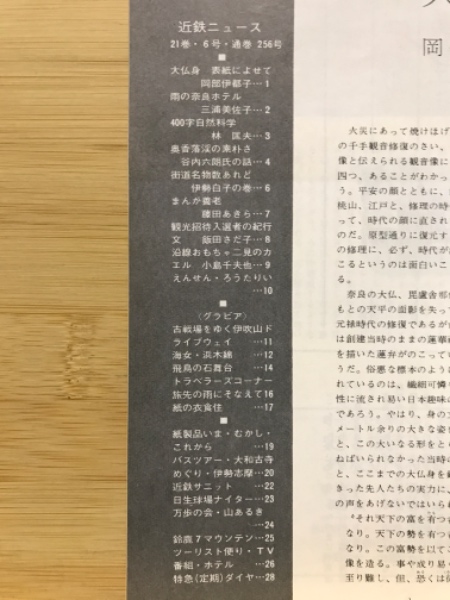 近鉄ニュース
21巻・6号・通巻 256号
■
大仏身 表紙によせて
岡部伊都子…1
雨の奈良ホテル
三浦美佐子…2
400字自然科学
林 匡夫…3
奥香落渓の素朴さ
谷内六郎氏の話…4
街道名物数あれど
伊勢白子の巻…6
まんが養老
藤田あきら…7
観光招待入選者の紀行
文 飯田さだ子…8
沿線おもちゃ二見のカ
エル 小島千夫也…9
えんせん・ろうたりい
…10
■
〈グラビア〉
古戦場をゆく伊吹山ド
ライブウェイ …11
海女・浜木綿 …12
飛鳥の石舞台 …14
トラベラーズコーナー
旅先の雨にそなえて16
紙の衣食住 …17
■
紙製品いま・むかし・
これから …19
バスツアー・大和古寺
めぐり・伊勢志摩…20
近鉄サニット …22
日生球場ナイター…23
万歩の会・山あるき
…24
鈴鹿7マウンテン…25
ツーリスト便り・TV
番組・ホテル …26
特急(定期)ダイヤ…28
岡
大災にあって焼けほげ
の千手観音修復のさい、
像と伝えられる観音像に
四つ、あることがわかっ
う。平安の顔とともに、
桃山、江戸と、修理の時
って、時代の顔に直され
のだ。原型通りに復元す
の修理に、必ず、時代が
こるというのは面白いこ
る。
奈良の大仏、毘盧舎那
もとの天平の面影を失っ
元禄時代の修復であるが
は創建当時のままの蓮華
を描いた蓮弁がのこってい
うだ。俗悪な標本のように
れているのは、繊細可憐
性に流され易い日本趣味
であろう。やはり、身の
メートル余りの大きな姿
と、この大いなる形をと
ねばいられなかった当時
と、ここまでの大仏身を
きった先人たちの実力に、
の声をあげないではいられ
"それ天下の富を有つ
なり。天下の勢を有つ
なり。この富勢を以てこ
像を造る。事や成り易
至り難し、但、恐くは